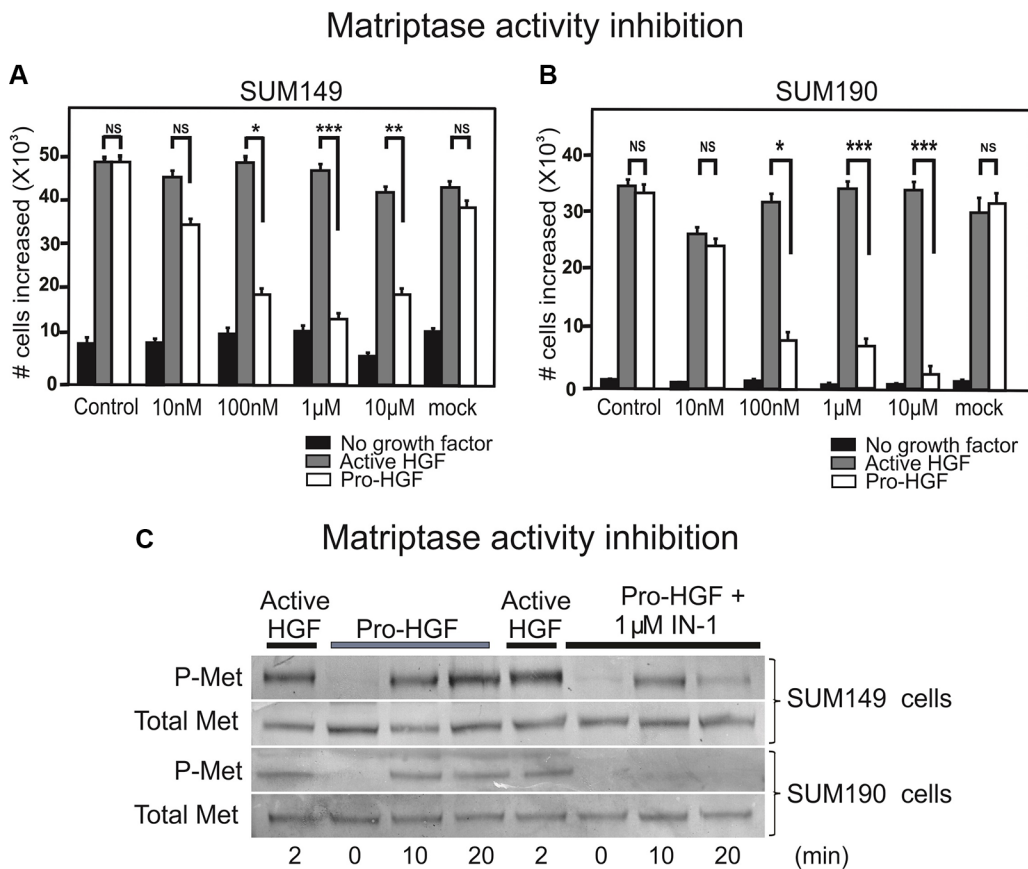 Matriptase activity inhibition
A
SUM149
# cells increased (X10³)
50
40
30
20
10
0
NS
NS
*
***
**
NS
Control 10nM 100nM 1µM 10µM mock
No growth factor
Active HGF
Pro-HGF
B
SUM190
# cells increased (X10³)
40
30
20
10
0
NS
NS
*
***
***
NS
Control 10nM 100nM 1µM 10µM mock
No growth factor
Active HGF
Pro-HGF
C
Matriptase activity inhibition
Active HGF
Pro-HGF
Active HGF
Pro-HGF +
1µM IN-1
P-Met
Total Met
SUM149 cells
P-Met
Total Met
SUM190 cells
2 0 10 20 2 0 10 20 (min)